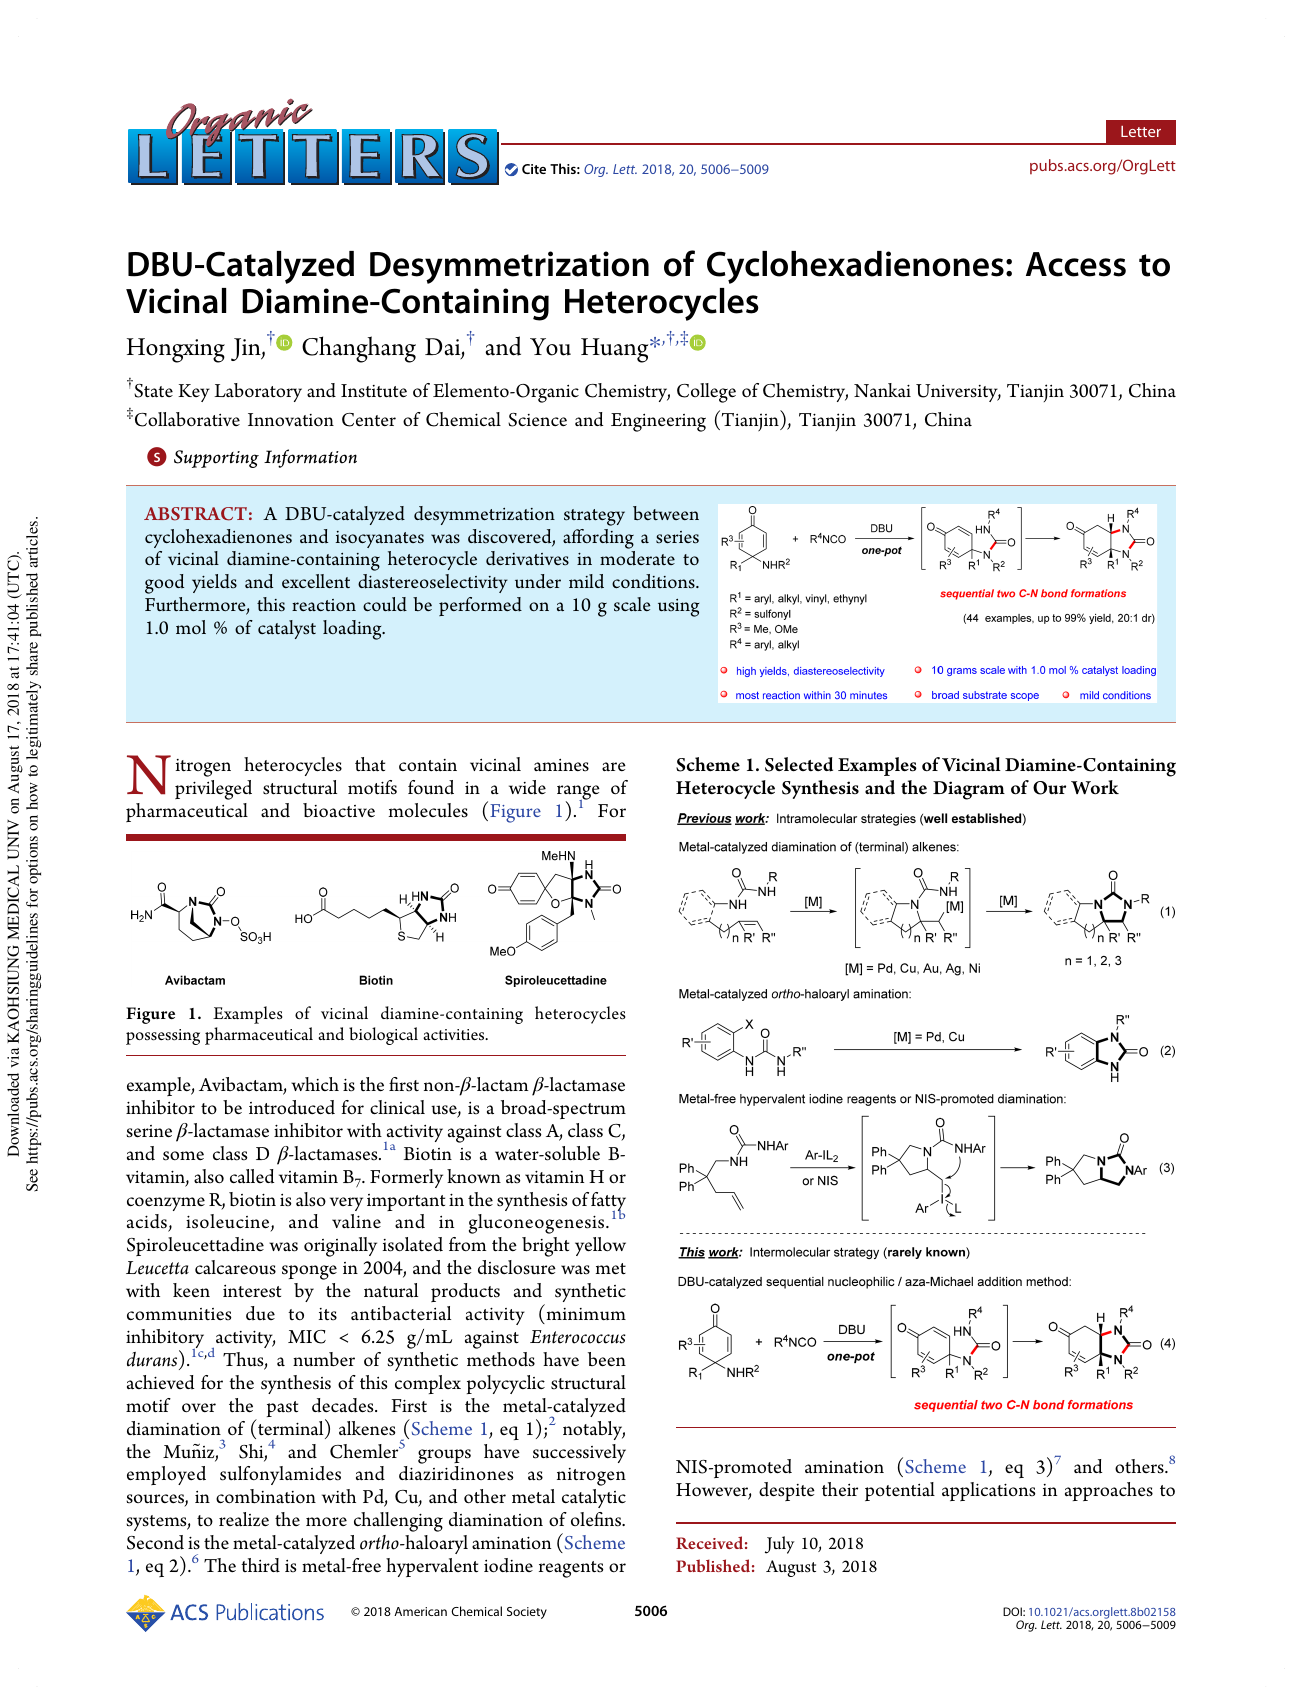 Organic
LETTERS
Letter
Cite This: Org. Lett. 2018, 20, 5006−5009
pubs.acs.org/OrgLett
DBU-Catalyzed Desymmetrization of Cyclohexadienones: Access to
Vicinal Diamine-Containing Heterocycles
Hongxing Jin,† Changhang Dai,† and You Huang*,†,‡
†State Key Laboratory and Institute of Elemento-Organic Chemistry, College of Chemistry, Nankai University, Tianjin 30071, China
‡Collaborative Innovation Center of Chemical Science and Engineering (Tianjin), Tianjin 30071, China
S Supporting Information
ABSTRACT: A DBU-catalyzed desymmetrization strategy between
cyclohexadienones and isocyanates was discovered, affording a series
of vicinal diamine-containing heterocycle derivatives in moderate to
good yields and excellent diastereoselectivity under mild conditions.
Furthermore, this reaction could be performed on a 10 g scale using
1.0 mol % of catalyst loading.
O
R3
R1
NHR2
+ R4NCO
DBU
one-pot
O
R4
HN
O
N
R3 R1 R2
O
H R4
N
O
N
R3 R1 R2
R1 = aryl, alkyl, vinyl, ethynyl
R2 = sulfonyl
R3 = Me, OMe
R4 = aryl, alkyl
sequential two C-N bond formations
(44 examples, up to 99% yield, 20:1 dr)
high yields, diastereoselectivity
10 grams scale with 1.0 mol % catalyst loading
most reaction within 30 minutes
broad substrate scope
mild conditions
Nitrogen heterocycles that contain vicinal amines are
privileged structural motifs found in a wide range of
pharmaceutical and bioactive molecules (Figure 1).1 For
H2N
O
O
N
N
O
SO3H
Avibactam
HO
O
H
HN
O
NH
S
H
Biotin
MeHN
H
N
O
O
O
N
MeO
Spiroleucettadine
Figure 1. Examples of vicinal diamine-containing heterocycles
possessing pharmaceutical and biological activities.
example, Avibactam, which is the first non-β-lactam β-lactamase
inhibitor to be introduced for clinical use, is a broad-spectrum
serine β-lactamase inhibitor with activity against class A, class C,
and some class D β-lactamases.1a Biotin is a water-soluble B-
vitamin, also called vitamin B7. Formerly known as vitamin H or
coenzyme R, biotin is also very important in the synthesis of fatty
acids, isoleucine, and valine and in gluconeogenesis.1b
Spiroleucettadine was originally isolated from the bright yellow
Leucetta calcareous sponge in 2004, and the disclosure was met
with keen interest by the natural products and synthetic
communities due to its antibacterial activity (minimum
inhibitory activity, MIC < 6.25 g/mL against Enterococcus
durans).1c,d Thus, a number of synthetic methods have been
achieved for the synthesis of this complex polycyclic structural
motif over the past decades. First is the metal-catalyzed
diamination of (terminal) alkenes (Scheme 1, eq 1);2 notably,
the Muñiz,3 Shi,4 and Chemler5 groups have successively
employed sulfonylamides and diaziridinones as nitrogen
sources, in combination with Pd, Cu, and other metal catalytic
systems, to realize the more challenging diamination of olefins.
Second is the metal-catalyzed ortho-haloaryl amination (Scheme
1, eq 2).6 The third is metal-free hypervalent iodine reagents or
Scheme 1. Selected Examples of Vicinal Diamine-Containing
Heterocycle Synthesis and the Diagram of Our Work
Previous work: Intramolecular strategies (well established)
Metal-catalyzed diamination of (terminal) alkenes:
O R
NH
NH
( )n R' R"
[M]
O R
NH
N [M]
( )n R' R"
[M]
O
N N-R
( )n R' R"
(1)
[M] = Pd, Cu, Au, Ag, Ni
n = 1, 2, 3
Metal-catalyzed ortho-haloaryl amination:
R'
X
O
N N R"
H H
[M] = Pd, Cu
R"
R'
N
O
N
H
(2)
Metal-free hypervalent iodine reagents or NIS-promoted diamination:
O
NHAr
NH
Ph
Ph
Ar-IL2
or NIS
O
Ph
Ph
N
NHAr
Ar
I
L
O
Ph
Ph
N
NAr
(3)
This work: Intermolecular strategy (rarely known)
DBU-catalyzed sequential nucleophilic / aza-Michael addition method:
O
R3
R1
NHR2
+ R4NCO
DBU
one-pot
O
R4
HN
O
N
R3 R1 R2
O
H R4
N
O
N
R3 R1 R2
(4)
sequential two C-N bond formations
NIS-promoted amination (Scheme 1, eq 3)7 and others.8
However, despite their potential applications in approaches to
Received: July 10, 2018
Published: August 3, 2018
ACS Publications
© 2018 American Chemical Society
5006
DOI: 10.1021/acs.orglett.8b02158
Org. Lett. 2018, 20, 5006−5009
Downloaded via KAOHSIUNG MEDICAL UNIV on August 17, 2018 at 17:41:04 (UTC).
See https://pubs.acs.org/sharingguidelines for options on how to legitimately share published articles.